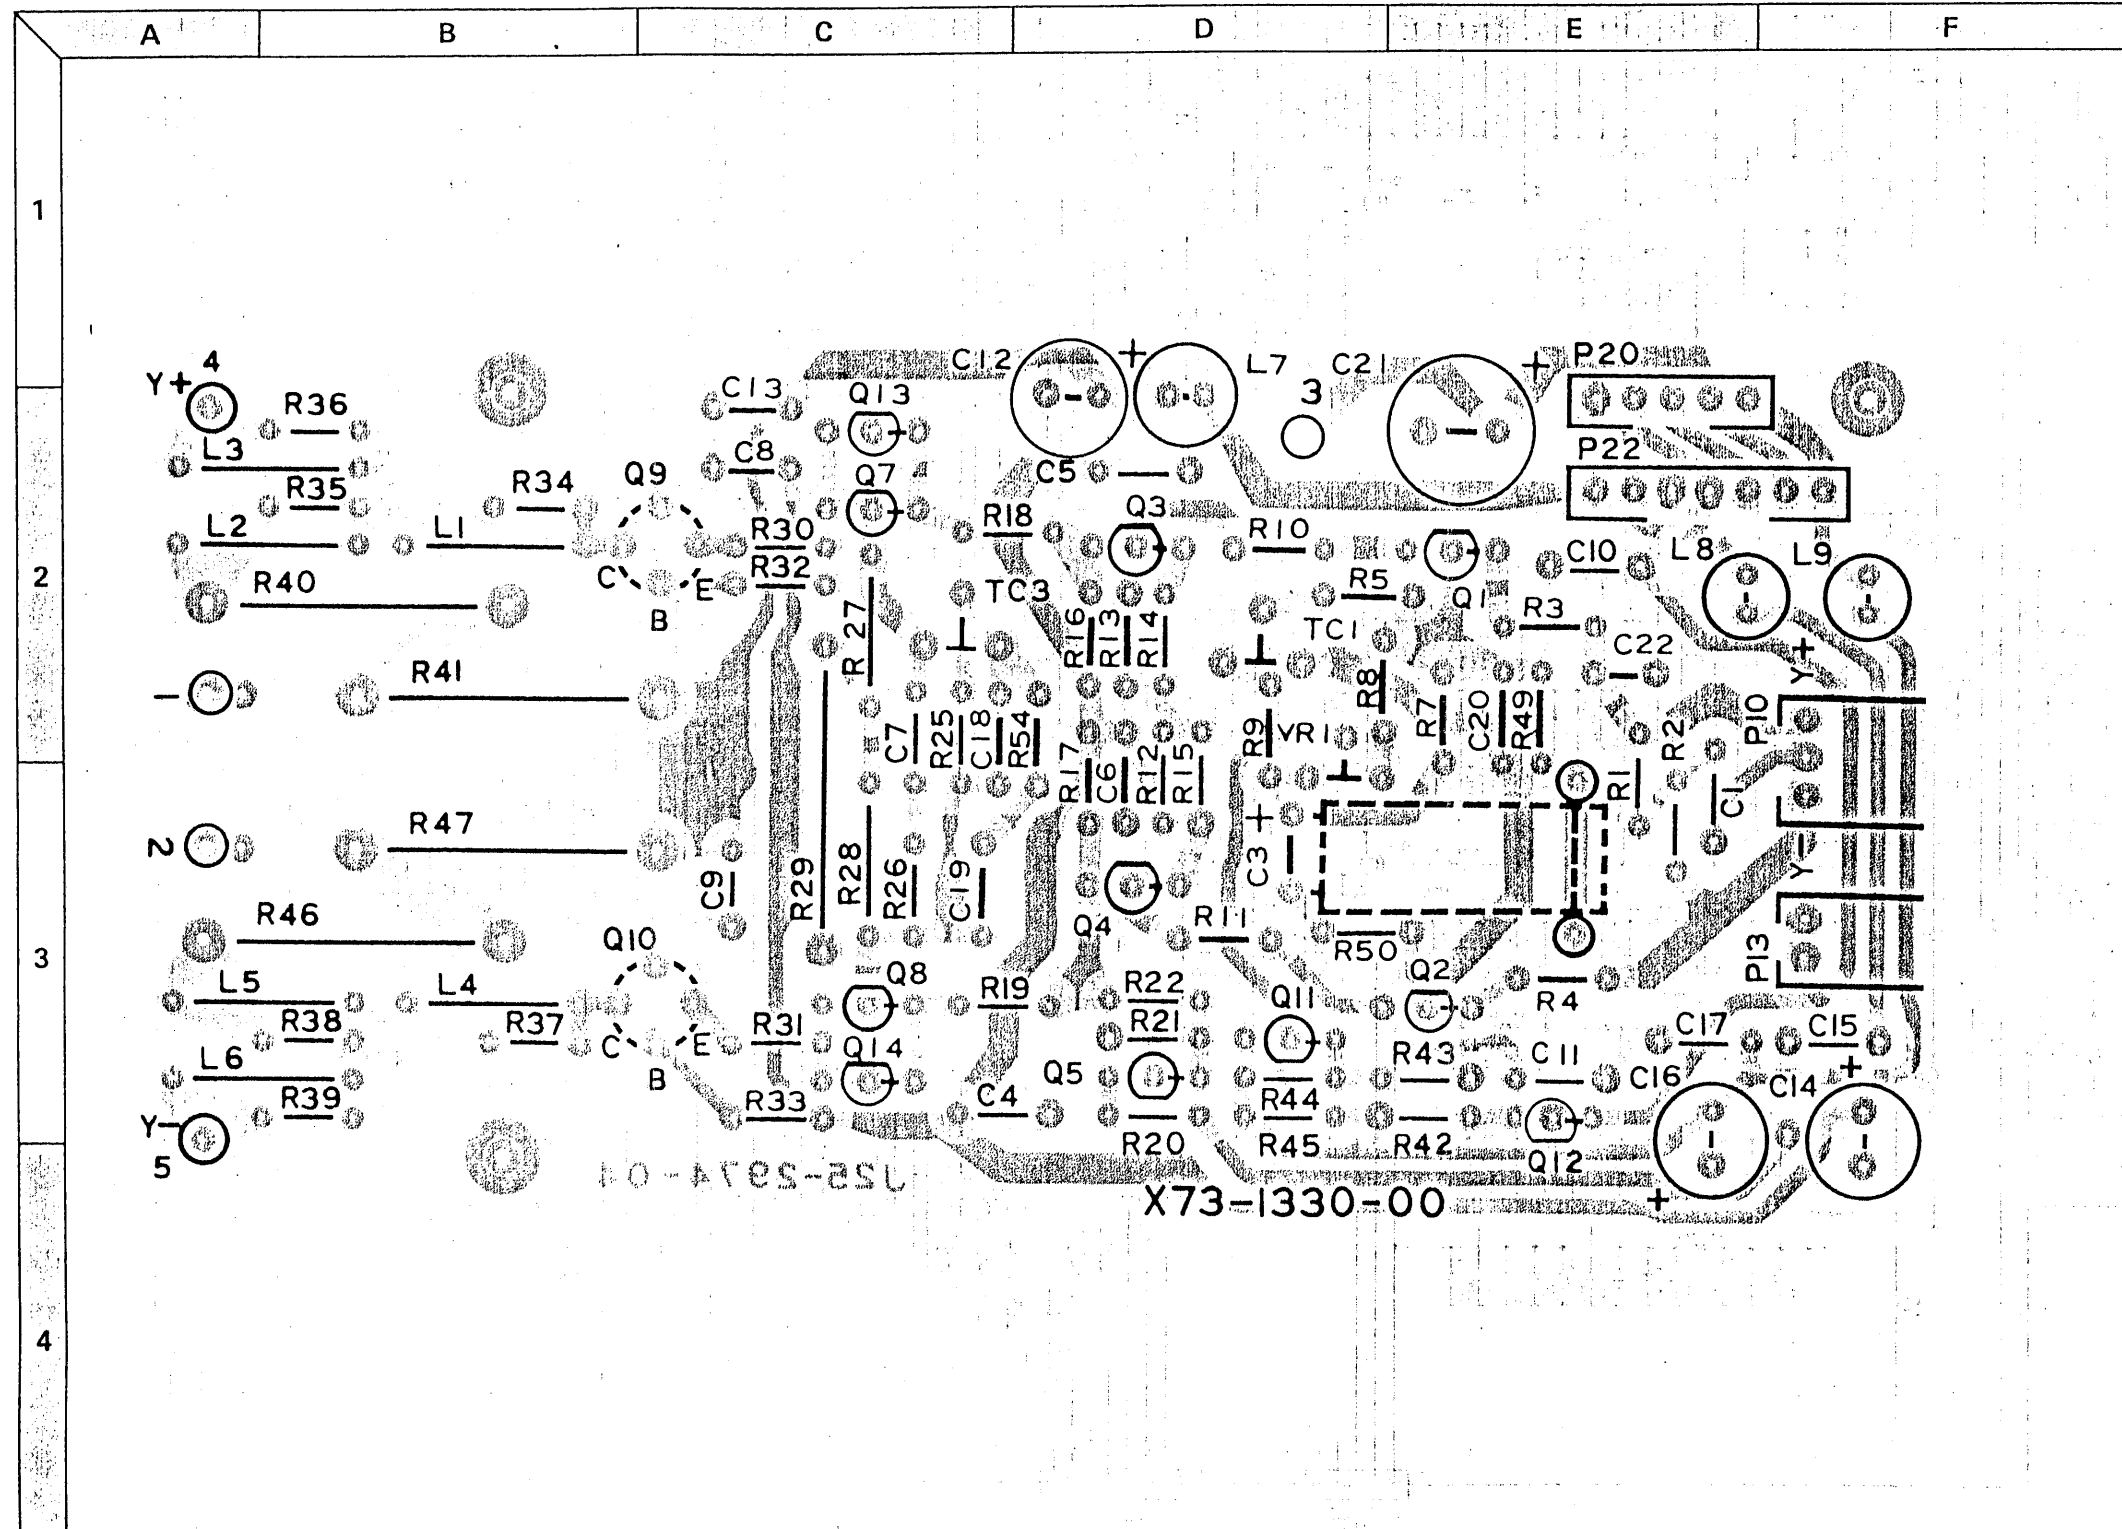 A B C D E F
1
4 C12 + L7 C21 + P20
Y+ C13 Q13 3
R36
L3 C8 P22
R35 R34 Q9 Q7 C5
R18 Q3
L2 L1 R30 R10 C10 L8 L9
2
R40 C E R32 TC3 R5 Q1
B R27 R16 R13 R14 TC1 R3
R41 C22 Y+
1 R8
C7 R25 C18 R54 R9 VR1 R7 C20 R49 R2 P10
R17 C6 R12 R15 R1 C1
2 R47 + C3
C9 R29 R28 R26 C19 Y-
R46 Q4 R11
3 Q10 R50 P13
L5 L4 Q8 R19 R22 Q11 Q2 R4
R38 R37 C E R31 R21 C17 C15
L6 B Q14 Q5 R43 C11 C16 C14 +
R39 R33 C4 R44
Y- R20 R45 R42 Q12
5 J25-2974-04
X73-1330-00 +
4